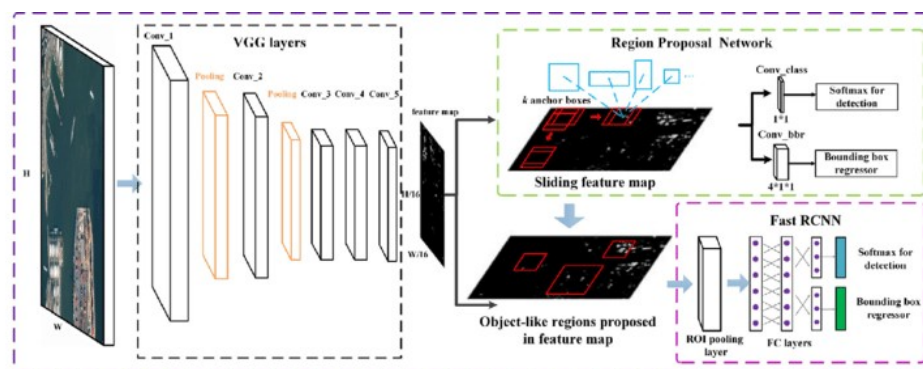 VGG layers
Conv_1
Pooling
Conv_2
Pooling
Conv_3
Conv_4
Conv_5
H
W
feature map
H/16
W/16
Region Proposal Network
k anchor boxes
...
Sliding feature map
Conv_class
1*1
Softmax for
detection
Conv_bbr
4*1*1
Bounding box
regressor
Object-like regions proposed
in feature map
Fast RCNN
ROI pooling
layer
FC layers
Softmax for
detection
Bounding box
regressor